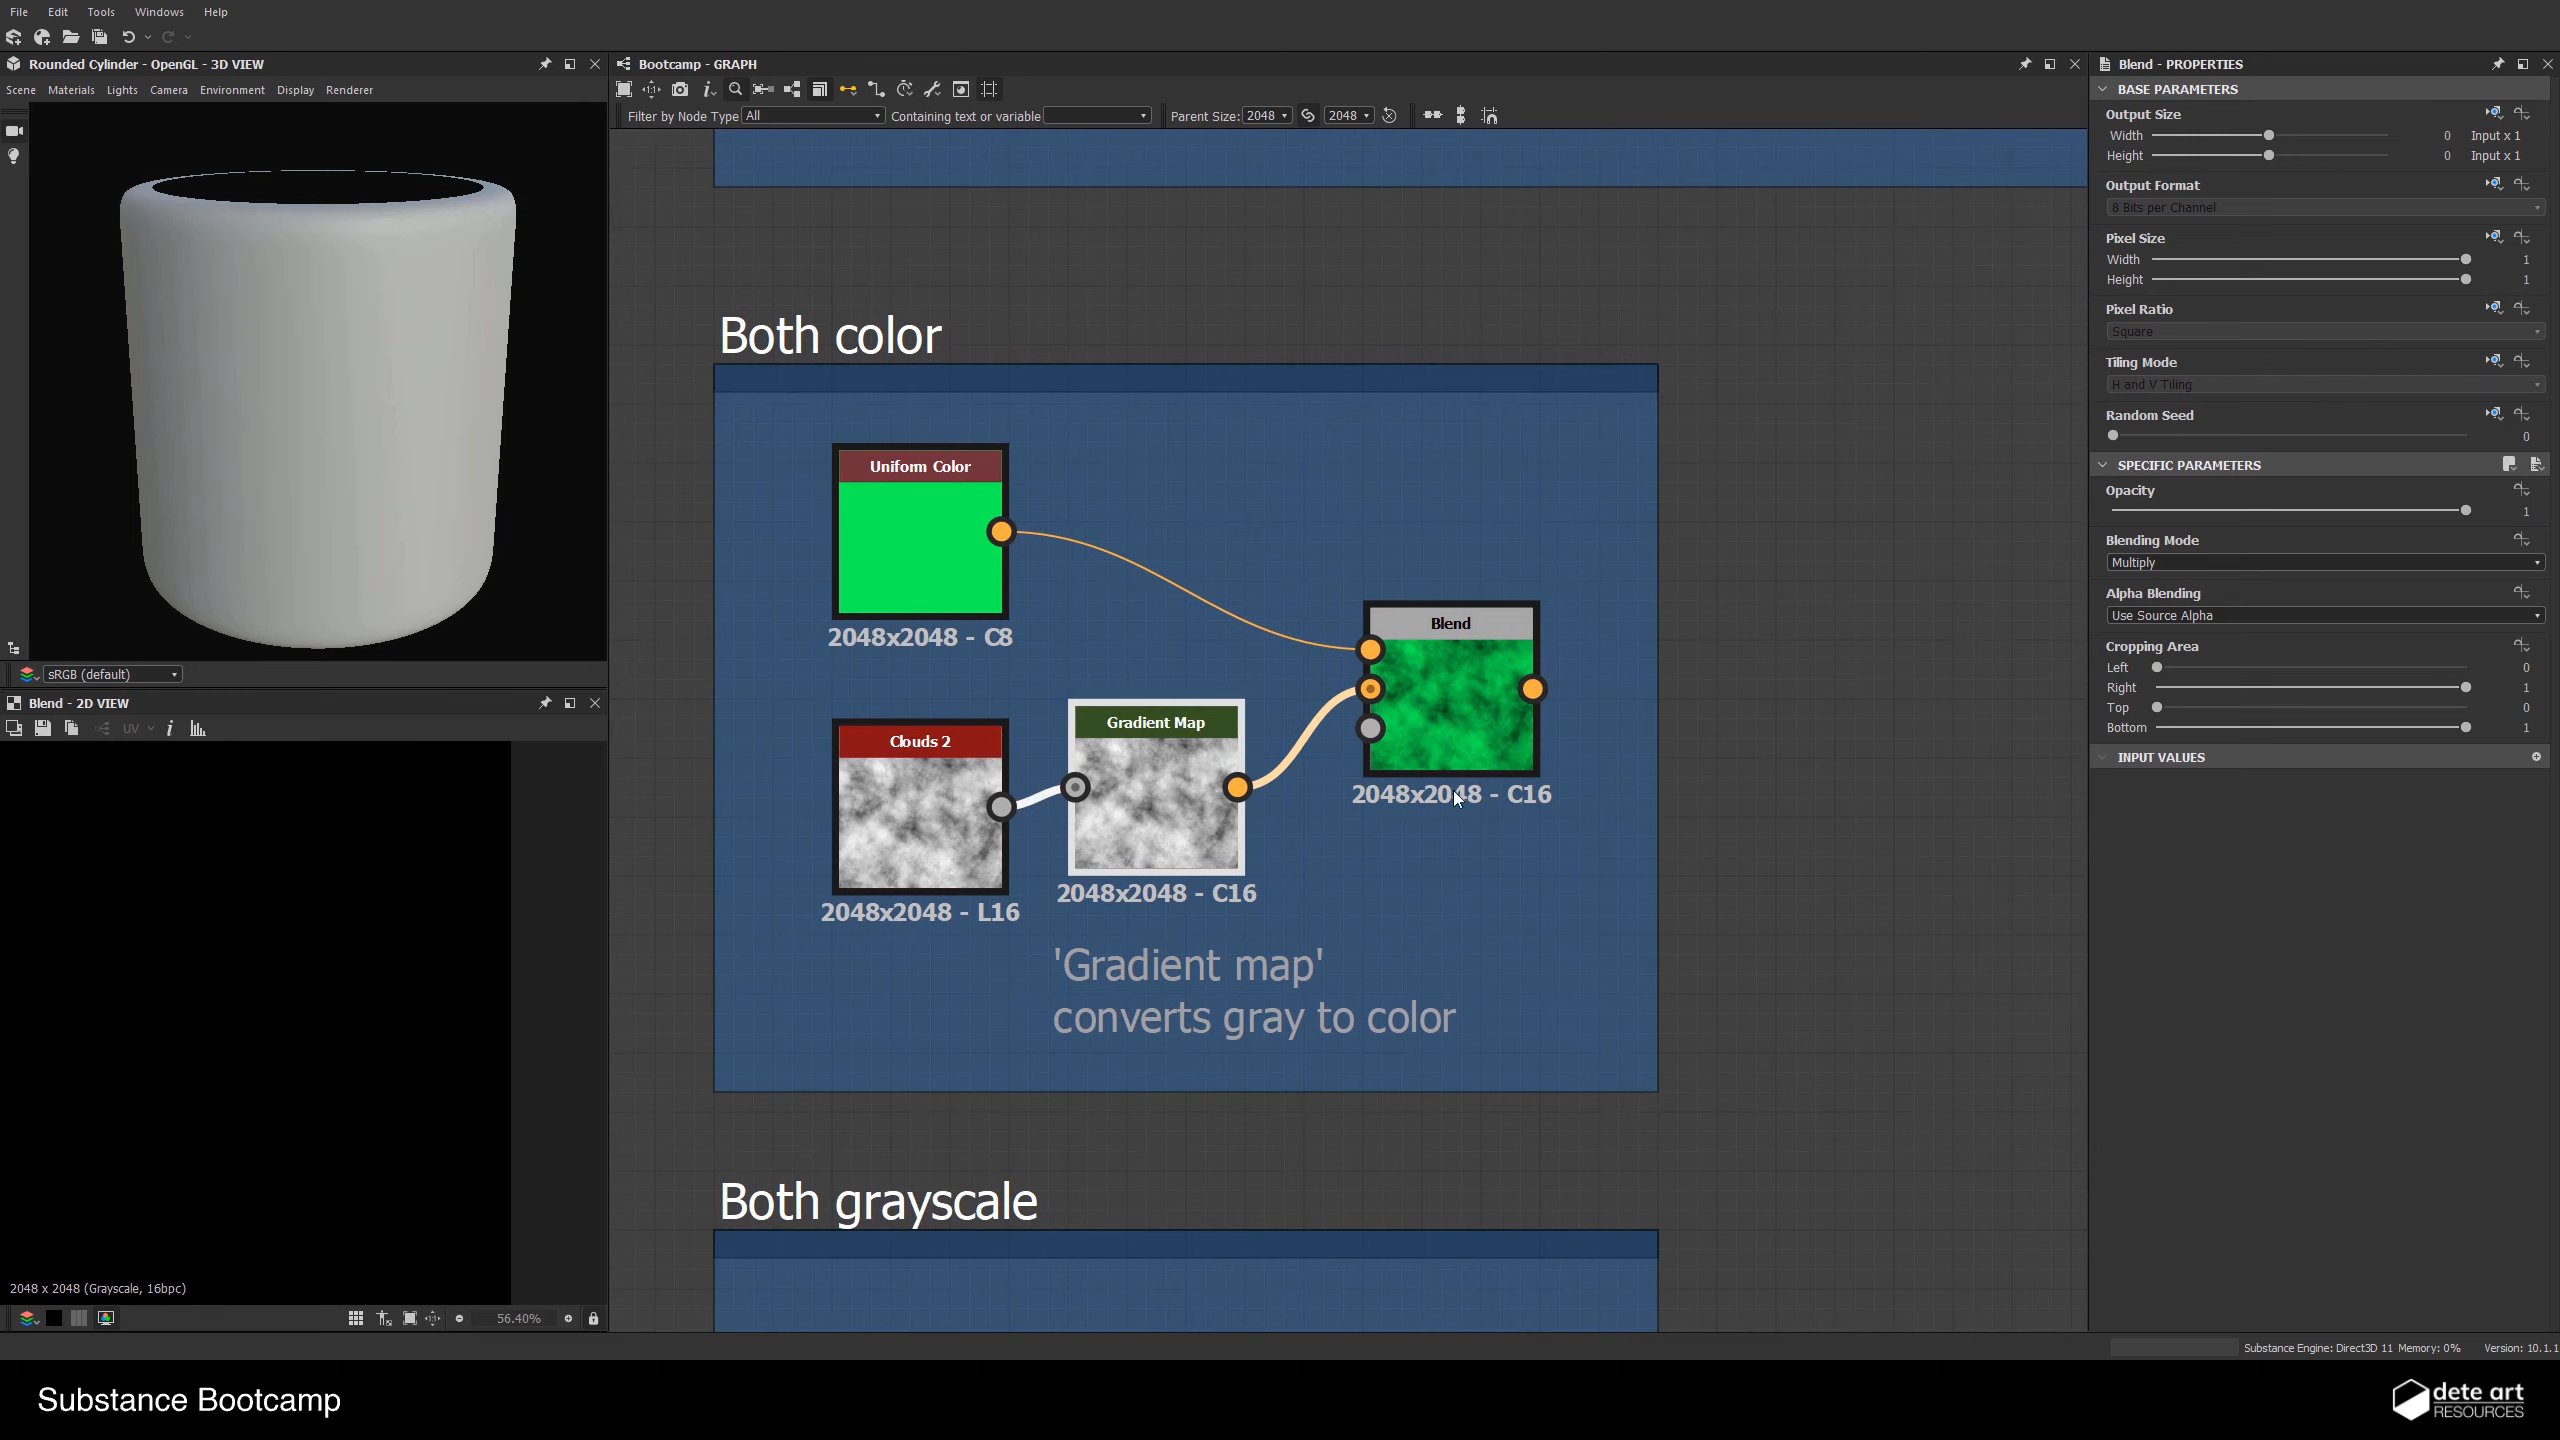 File Edit Tools Windows Help
Rounded Cylinder - OpenGL - 3D VIEW
Scene Materials Lights Camera Environment Display Renderer
sRGB (default)
Blend - 2D VIEW
UV
2048 x 2048 (Grayscale, 16bpc)
56.40%
Bootcamp - GRAPH
Filter by Node Type All Containing text or variable Parent Size: 2048 2048
Both color
Uniform Color
2048x2048 - C8
Blend
2048x2048 - C16
Gradient Map
2048x2048 - C16
Clouds 2
2048x2048 - L16
'Gradient map'
converts gray to color
Both grayscale
Blend - PROPERTIES
BASE PARAMETERS
Output Size
Width 0 Input x 1
Height 0 Input x 1
Output Format
8 Bits per Channel
Pixel Size
Width 1
Height 1
Pixel Ratio
Square
Tiling Mode
H and V Tiling
Random Seed
0
SPECIFIC PARAMETERS
Opacity
1
Blending Mode
Multiply
Alpha Blending
Use Source Alpha
Cropping Area
Left 0
Right 1
Top 0
Bottom 1
INPUT VALUES
Substance Engine: Direct3D 11 Memory: 0% Version: 10.1.1
Substance Bootcamp
dete art
RESOURCES